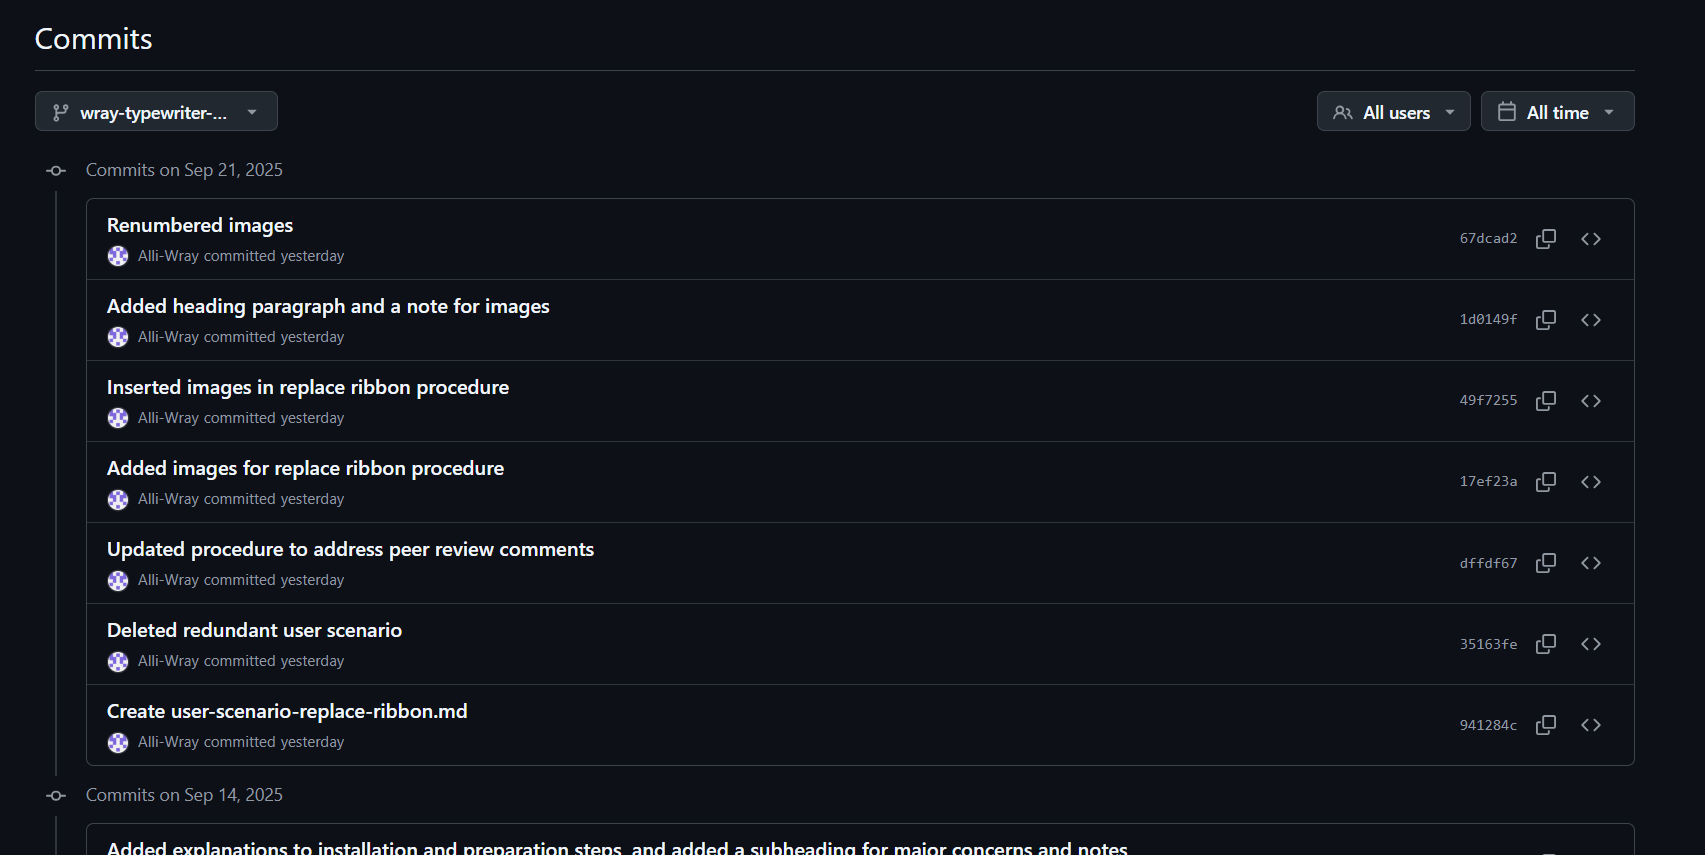 Commits
wray-typewriter-...
All users
All time
Commits on Sep 21, 2025
Renumbered images
Alli-Wray committed yesterday
67dcad2
Added heading paragraph and a note for images
Alli-Wray committed yesterday
1d0149f
Inserted images in replace ribbon procedure
Alli-Wray committed yesterday
49f7255
Added images for replace ribbon procedure
Alli-Wray committed yesterday
17ef23a
Updated procedure to address peer review comments
Alli-Wray committed yesterday
dffdf67
Deleted redundant user scenario
Alli-Wray committed yesterday
35163fe
Create user-scenario-replace-ribbon.md
Alli-Wray committed yesterday
941284c
Commits on Sep 14, 2025
Added explanations to installation and preparation steps, and added a subheading for major concerns and notes